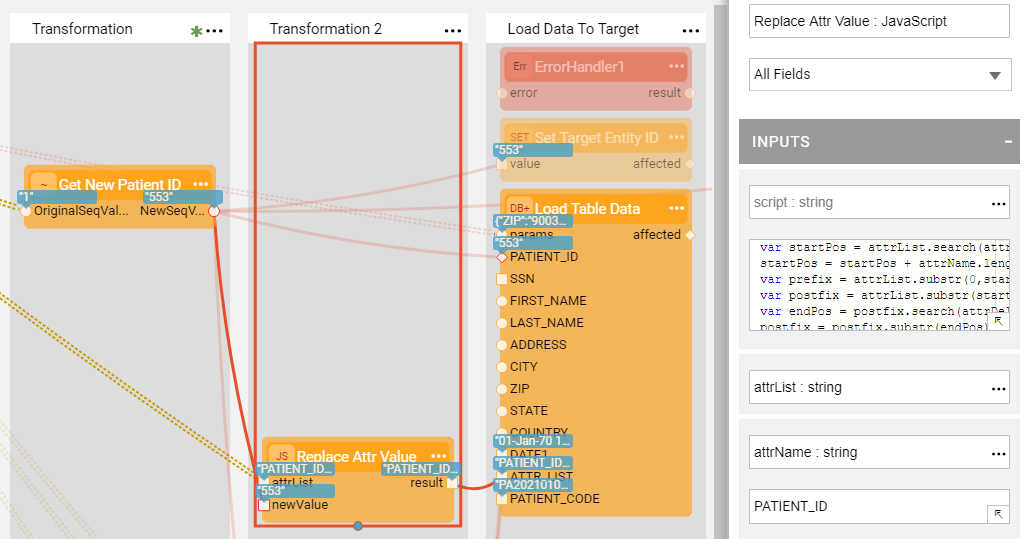 Transformation
"1"
~
Get New Patient ID
"553"
OriginalSeqVal...
NewSeqV...
Transformation 2
JS
Replace Attr Value
"PATIENT_ID...
"PATIENT_ID...
attrList
result
"553"
newValue
Load Data To Target
Err
ErrorHandler1
error
result
SET
Set Target Entity ID
"553"
value
affected
DB+
Load Table Data
{"ZIP":"9003...
params
affected
"553"
PATIENT_ID
SSN
FIRST_NAME
LAST_NAME
ADDRESS
CITY
ZIP
STATE
COUNTRY
"01-Jan-70 1...
DATE1
"PATIENT_ID...
ATTR_LIST
"PA2021010...
PATIENT_CODE
Replace Attr Value : JavaScript
All Fields
INPUTS
script : string
var startPos = attrList.search(attr
startPos = startPos + attrName.leng
var prefix = attrList.substr(0,star
var postfix = attrList.substr(start
var endPos = postfix.search(attrDel
postfix = postfix.substr(endPos)
attrList : string
attrName : string
PATIENT_ID